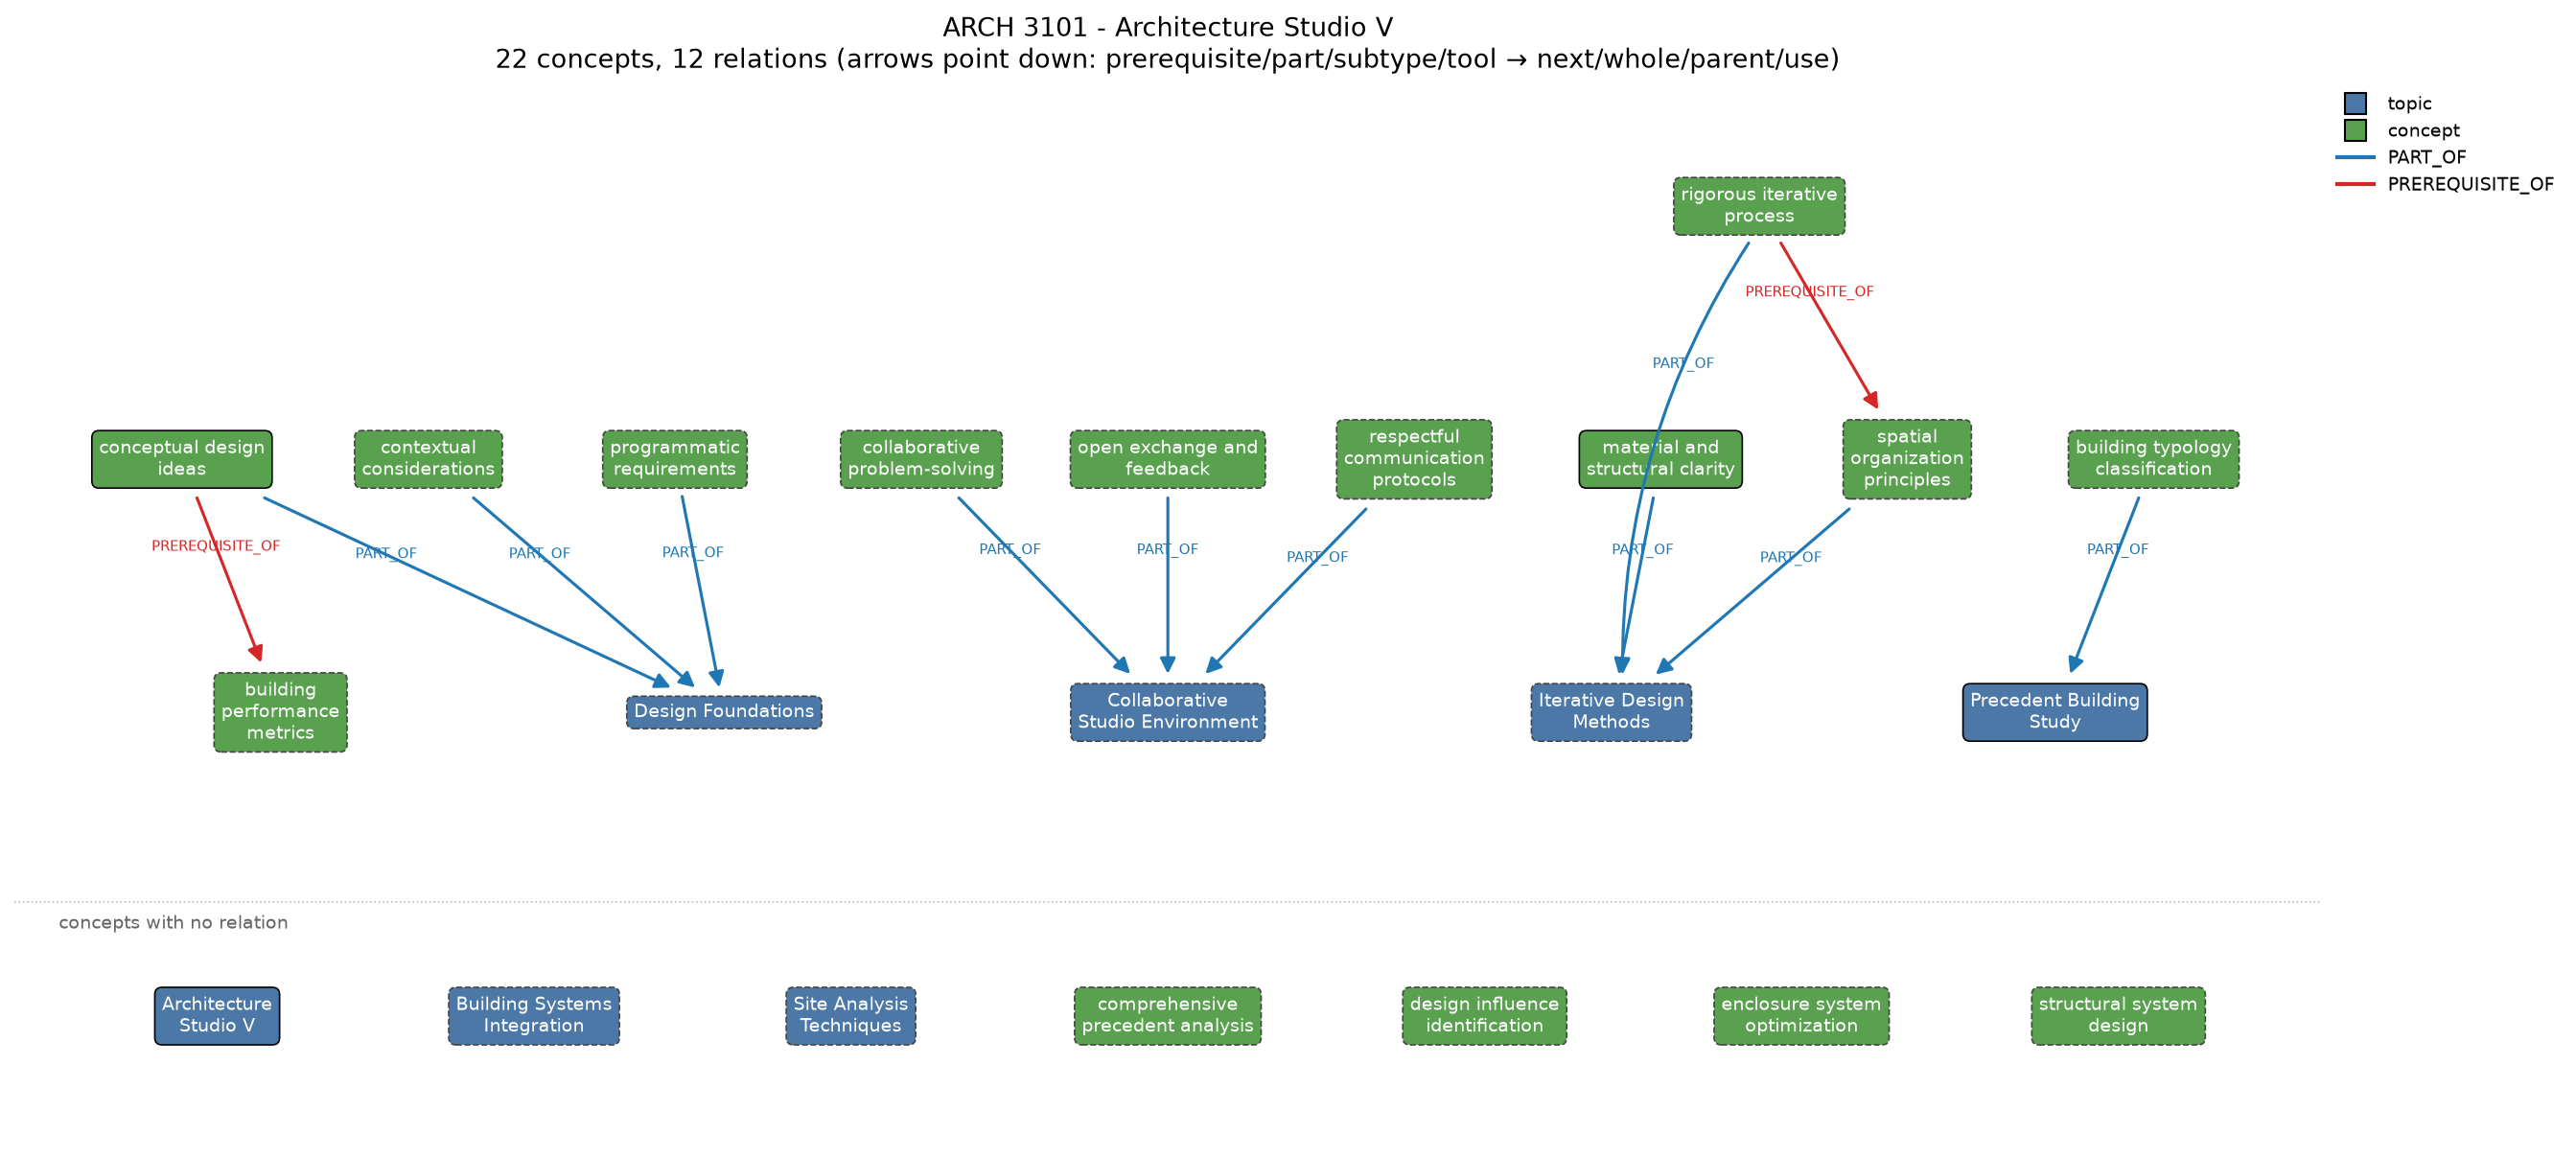 ARCH 3101 - Architecture Studio V
22 concepts, 12 relations (arrows point down: prerequisite/part/subtype/tool → next/whole/parent/use)
topic
concept
PART_OF
PREREQUISITE_OF
rigorous iterative
process
PREREQUISITE_OF
PART_OF
conceptual design
ideas
contextual
considerations
programmatic
requirements
collaborative
problem-solving
open exchange and
feedback
respectful
communication
protocols
material and
structural clarity
spatial
organization
principles
building typology
classification
PREREQUISITE_OF
PART_OF
PART_OF
PART_OF
PART_OF
PART_OF
PART_OF
PART_OF
PART_OF
PART_OF
building
performance
metrics
Design Foundations
Collaborative
Studio Environment
Iterative Design
Methods
Precedent Building
Study
concepts with no relation
Architecture
Studio V
Building Systems
Integration
Site Analysis
Techniques
comprehensive
precedent analysis
design influence
identification
enclosure system
optimization
structural system
design